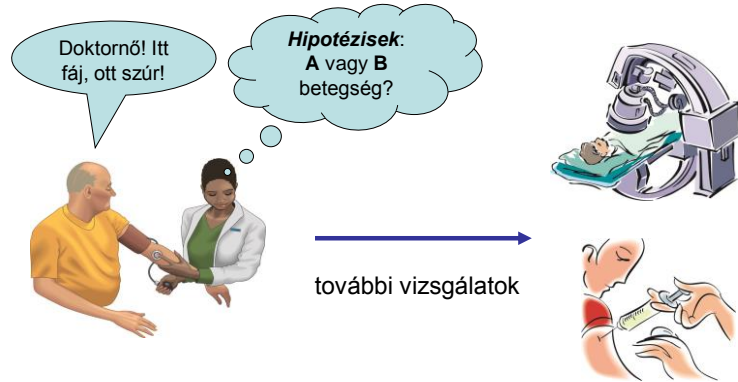 Doktornő! Itt
fáj, ott szúr!
Hipotézisek:
A vagy B
betegség?
további vizsgálatok